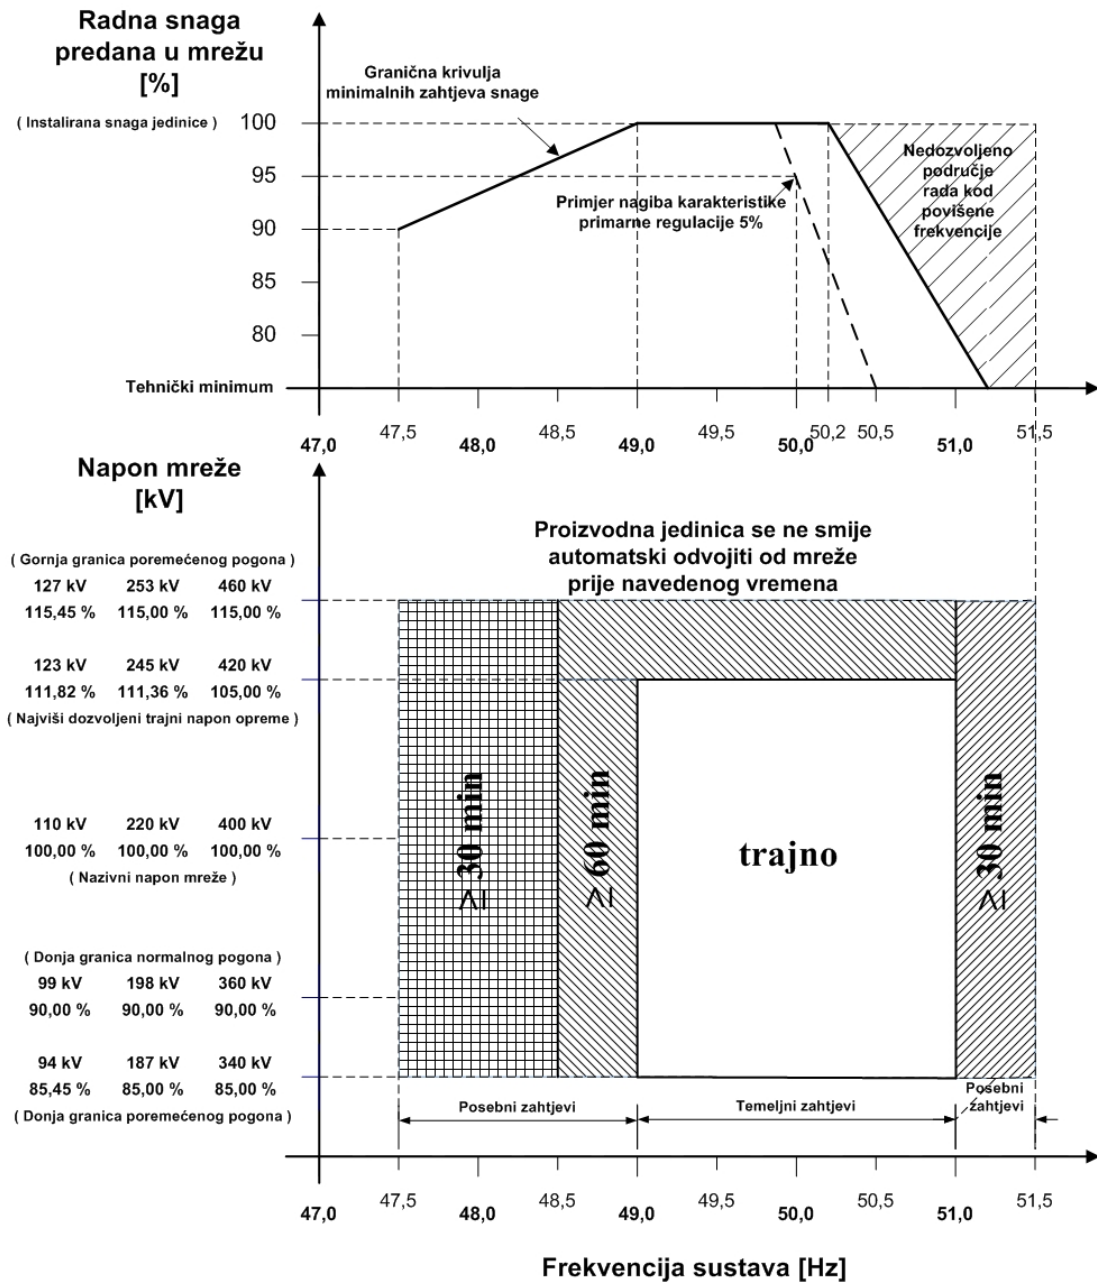 Radna snaga
predana u mrežu
[%]
( Instalirana snaga jedinice )
100
95
90
85
80
Tehnički minimum
Granična krivulja
minimalnih zahtjeva snage
Primjer nagiba karakteristike
primarne regulacije 5%
Nedozvoljeno
područje
rada kod
povišene
frekvencije
47,0
47,5
48,0
48,5
49,0
49,5
50,0
50,2
50,5
51,0
51,5
Napon mreže
[kV]
Proizvodna jedinica se ne smije
automatski odvojiti od mreže
prije navedenog vremena
( Gornja granica poremećenog pogona )
127 kV 253 kV 460 kV
115,45 % 115,00 % 115,00 %
123 kV 245 kV 420 kV
111,82 % 111,36 % 105,00 %
( Najviši dozvoljeni trajni napon opreme )
110 kV 220 kV 400 kV
100,00 % 100,00 % 100,00 %
( Nazivni napon mreže )
( Donja granica normalnog pogona )
99 kV 198 kV 360 kV
90,00 % 90,00 % 90,00 %
94 kV 187 kV 340 kV
85,45 % 85,00 % 85,00 %
( Donja granica poremećenog pogona )
≥ 30 min
≥ 60 min
trajno
≥ 30 min
Posebni zahtjevi
Temeljni zahtjevi
Posebni
zahtjevi
47,0
47,5
48,0
48,5
49,0
49,5
50,0
50,5
51,0
51,5
Frekvencija sustava [Hz]